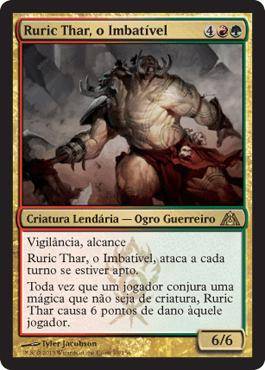 Ruric Thar, o Imbatível 4
Criatura Lendária — Ogro Guerreiro
Vigilância, alcance
Ruric Thar, o Imbatível, ataca a cada
turno se estiver apto.
Toda vez que um jogador conjura uma
mágica que não seja de criatura, Ruric
Thar causa 6 pontos de dano àquele
jogador.
Tyler Jacobson
6/6